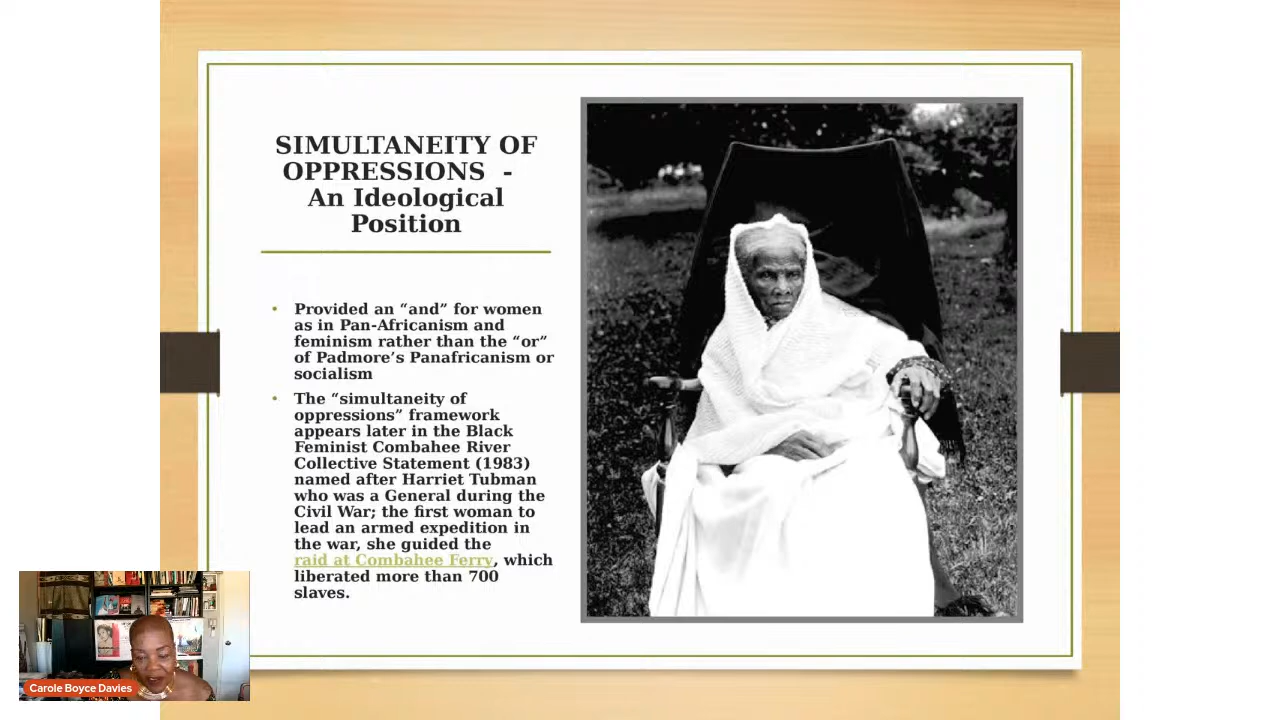 SIMULTANEITY OF
OPPRESSIONS -
An Ideological
Position
• Provided an “and” for women
as in Pan-Africanism and
feminism rather than the “or”
of Padmore’s Panafricanism or
socialism
• The “simultaneity of
oppressions” framework
appears later in the Black
Feminist Combahee River
Collective Statement (1983)
named after Harriet Tubman
who was a General during the
Civil War; the first woman to
lead an armed expedition in
the war, she guided the
raid at Combahee Ferry, which
liberated more than 700
slaves.
Carole Boyce Davies